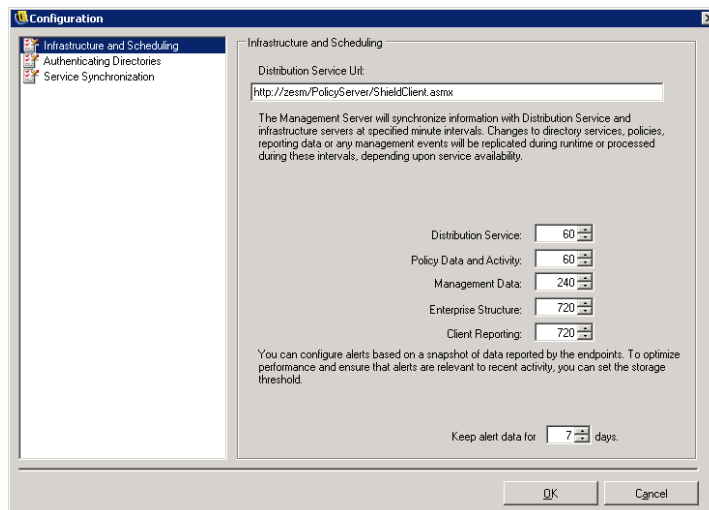 Configuration
Infrastructure and Scheduling
Authenticating Directories
Service Synchronization
Infrastructure and Scheduling
Distribution Service Url:
http://zesm/PolicyServer/ShieldClient.asmx
The Management Server will synchronize information with Distribution Service and
infrastructure servers at specified minute intervals. Changes to directory services, policies,
reporting data or any management events will be replicated during runtime or processed
during these intervals, depending upon service availability.
Distribution Service: 60
Policy Data and Activity: 60
Management Data: 240
Enterprise Structure: 720
Client Reporting: 720
You can configure alerts based on a snapshot of data reported by the endpoints. To optimize
performance and ensure that alerts are relevant to recent activity, you can set the storage
threshold.
Keep alert data for 7 days.
OK Cancel